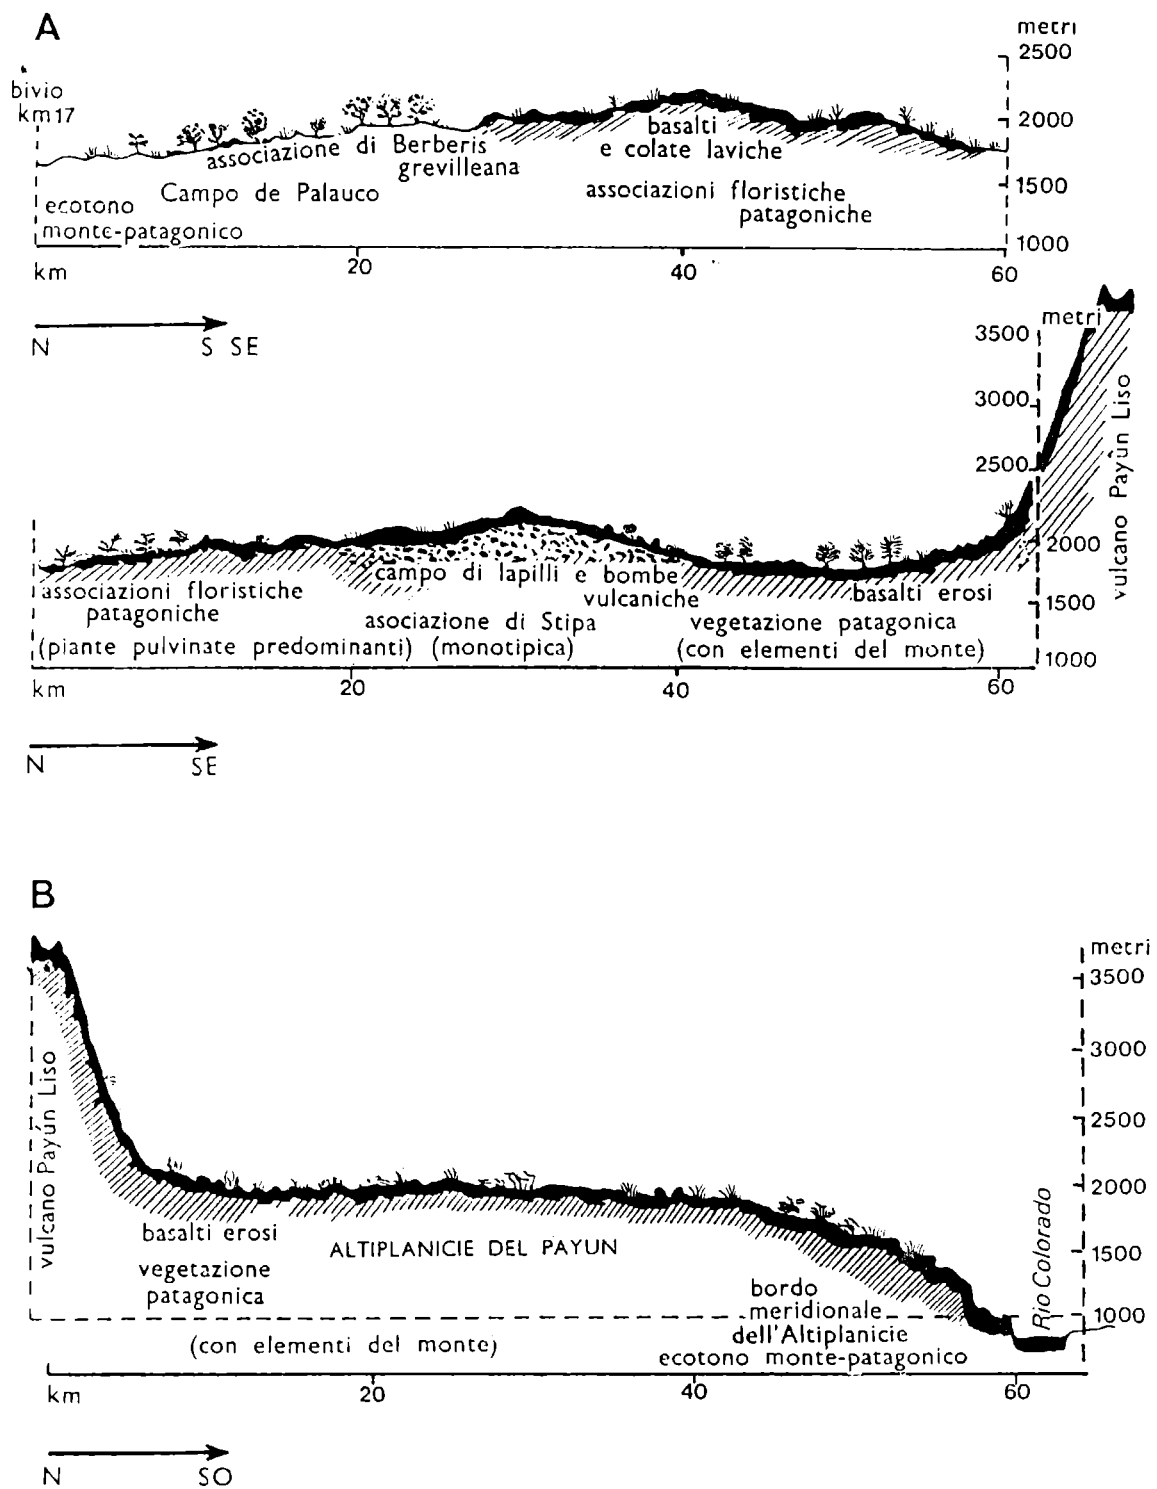 A
metri
2500
bivio
km 17
2000
basalti
associazione di Berberis
e colate laviche
grevilleana
Campo de Palauco
associazioni floristiche
1500
patagoniche
ecotono
monte-patagonico
1000
km
20
40
60
N
S SE
metri
3500
3000
2500
vulcano Payún Liso
2000
campo di lapilli e bombe
vulcaniche
associazioni floristiche
patagoniche
basalti erosi
1500
asociazione di Stipa
vegetazione patagonica
(piante pulvinate predominanti)
(monotipica)
(con elementi del monte)
1000
km
20
40
60
N
SE
B
metri
3500
3000
2500
vulcano Payún Liso
2000
basalti erosi
ALTIPLANICIE DEL PAYUN
1500
Rio Colorado
vegetazione
patagonica
bordo
meridionale
1000
dell'Altiplanicie
(con elementi del monte)
ecotono monte-patagonico
km
20
40
60
N
SO